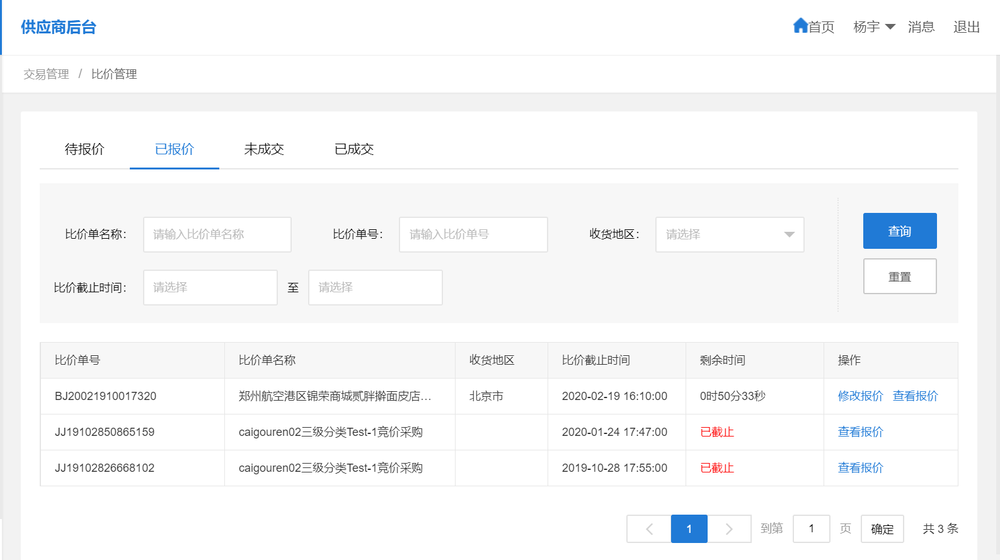 供应商后台 首页 杨宇 消息 退出
交易管理 / 比价管理
待报价 已报价 未成交 已成交
比价单名称： 请输入比价单名称 比价单号： 请输入比价单号 收货地区： 请选择 查询
重置
比价截止时间： 请选择 至 请选择
比价单号 比价单名称 收货地区 比价截止时间 剩余时间 操作
BJ20021910017320 郑州航空港区锦荣商城贰胖擀面皮店... 北京市 2020-02-19 16:10:00 0时50分33秒 修改报价 查看报价
JJ19102850865159 caigouren02三级分类Test-1竞价采购 2020-01-24 17:47:00 已截止 查看报价
JJ19102826668102 caigouren02三级分类Test-1竞价采购 2019-10-28 17:55:00 已截止 查看报价
1 到第 1 页 确定 共 3 条